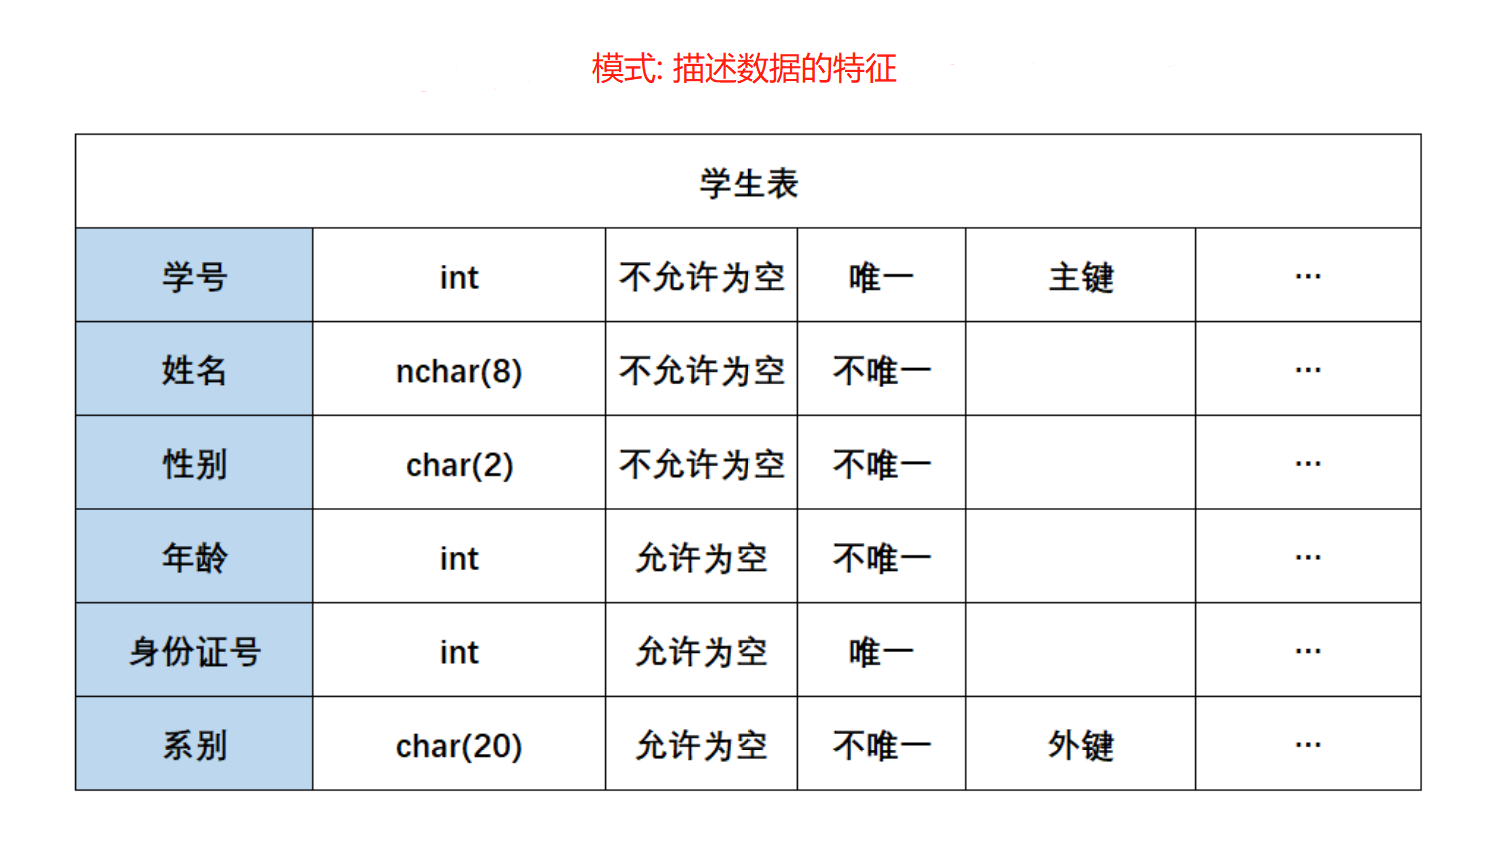 模式: 描述数据的特征
学生表
学号 int 不允许为空 唯一 主键 ···
姓名 nchar(8) 不允许为空 不唯一 ···
性别 char(2) 不允许为空 不唯一 ···
年龄 int 允许为空 不唯一 ···
身份证号 int 允许为空 唯一 ···
系别 char(20) 允许为空 不唯一 外键 ···